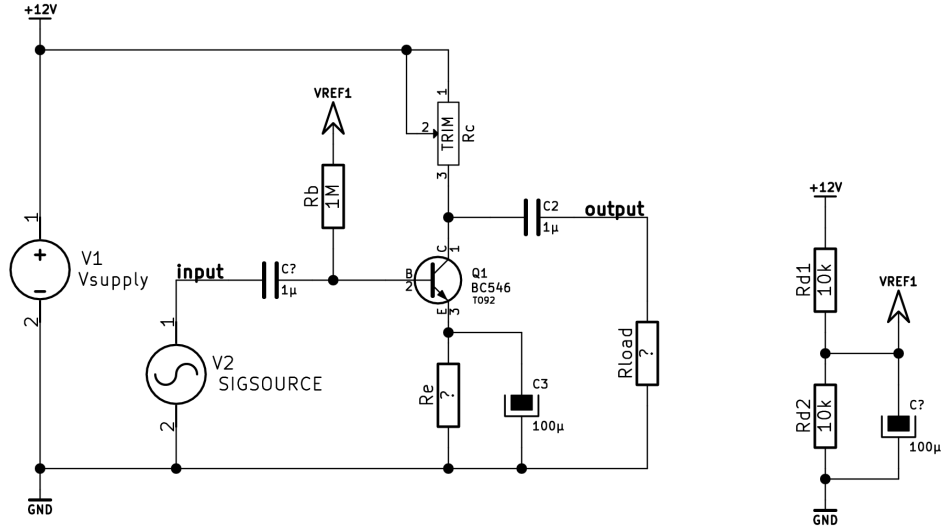 +12V
VREF1
1
2
TRIM
Rc
Rb
1M
3
+12V
1
C2
1µ
output
V1
Vsupply
input
C?
1µ
B
2
C
1
Q1
BC546
TO92
Rd1
10k
VREF1
2
1
E
3
V2
SIGSOURCE
Re
?
C3
100µ
Rload
?
Rd2
10k
C?
100µ
2
GND
GND